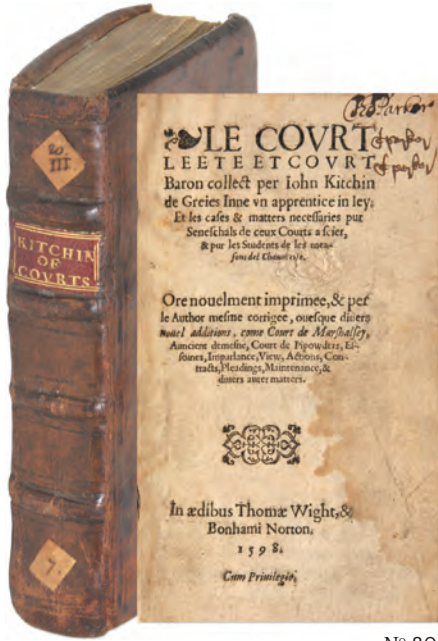 20.
III.
KITCHIN
OF
COVRTS
7.
LE COVRT
LEETE ET COVRT
Baron collect per Iohn Kitchin
de Greies Inne vn apprentice in ley;
Et les cases & matters necessaries pur
Seneschals de ceux Courts a scier,
& pur les Students de les
Ore nouelment imprimee, & per
le Author mesme corrigee, ouesque diuers
nouel additions, come Court de Marshalsey,
Auncient demesne, Court de Pipowders, Es-
soines, Imparlance, View, Actions, Con-
tracts, Pleadings, Maintenance, &
diuers auter matters.
In ædibus Thomæ Wight, &
Bonhami Norton.
1598.
Cum Priuilegio.